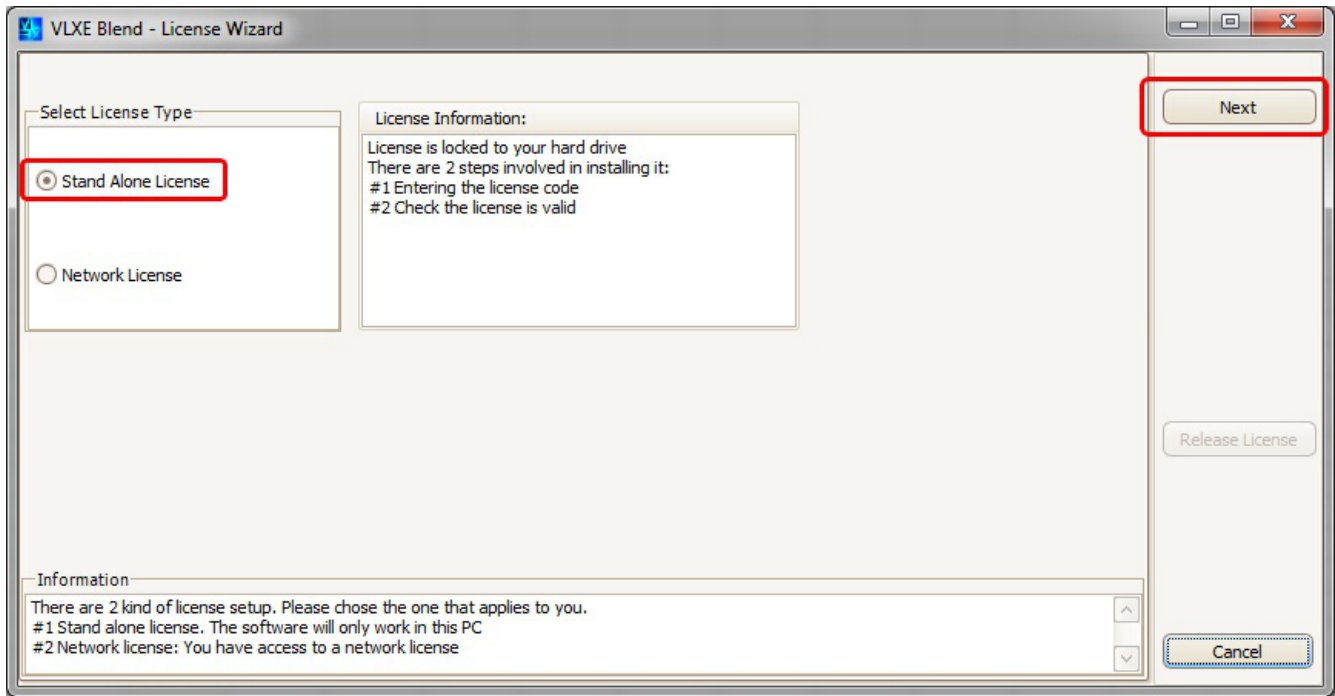 VLXE Blend - License Wizard
Select License Type
Stand Alone License
Network License
License Information:
License is locked to your hard drive
There are 2 steps involved in installing it:
#1 Entering the license code
#2 Check the license is valid
Next
Release License
Information
There are 2 kind of license setup. Please chose the one that applies to you.
#1 Stand alone license. The software will only work in this PC
#2 Network license: You have access to a network license
Cancel